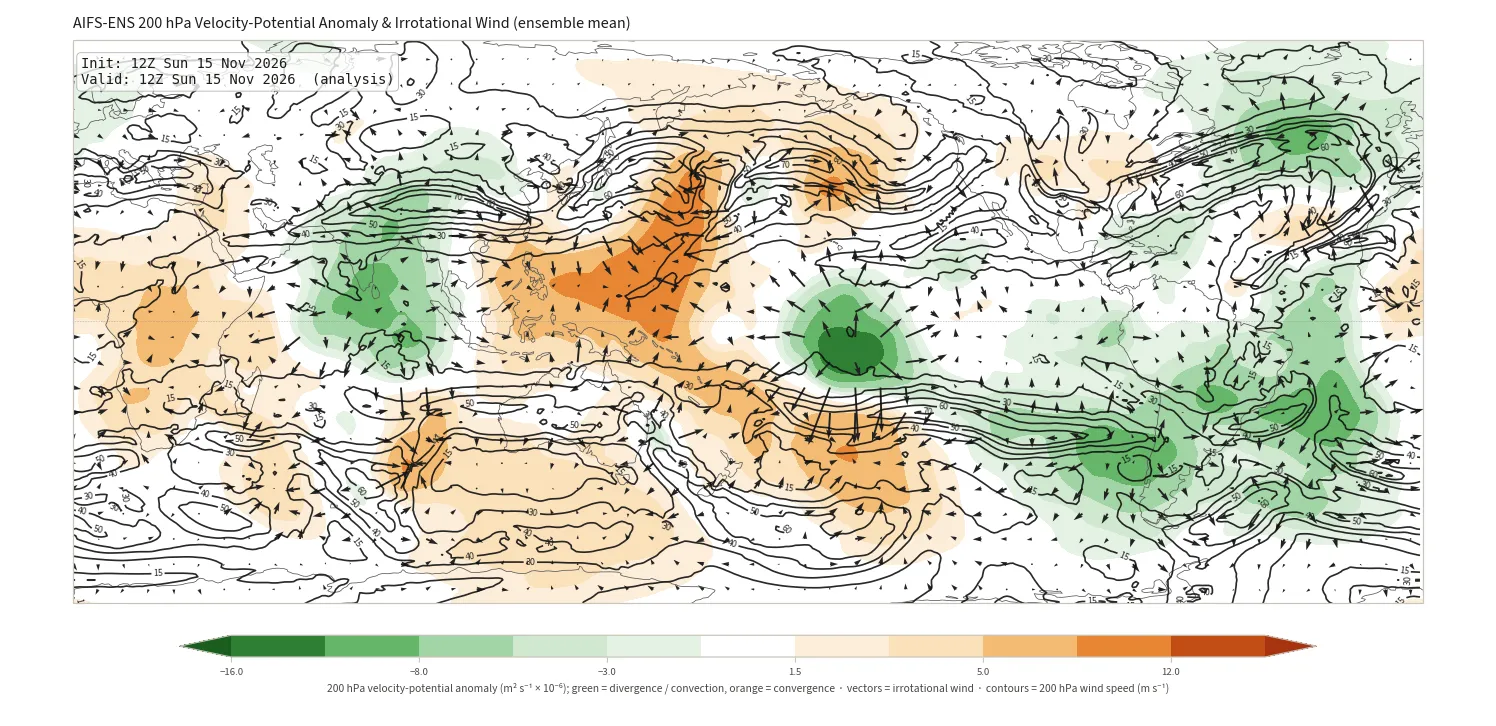 AIFS-ENS 200 hPa Velocity-Potential Anomaly & Irrotational Wind (ensemble mean)
Init: 12Z Sun 15 Nov 2026
Valid: 12Z Sun 15 Nov 2026 (analysis)
−16.0 −8.0 −3.0 1.5 5.0 12.0
200 hPa velocity-potential anomaly (m² s⁻¹ × 10⁻⁶); green = divergence / convection, orange = convergence · vectors = irrotational wind · contours = 200 hPa wind speed (m s⁻¹)